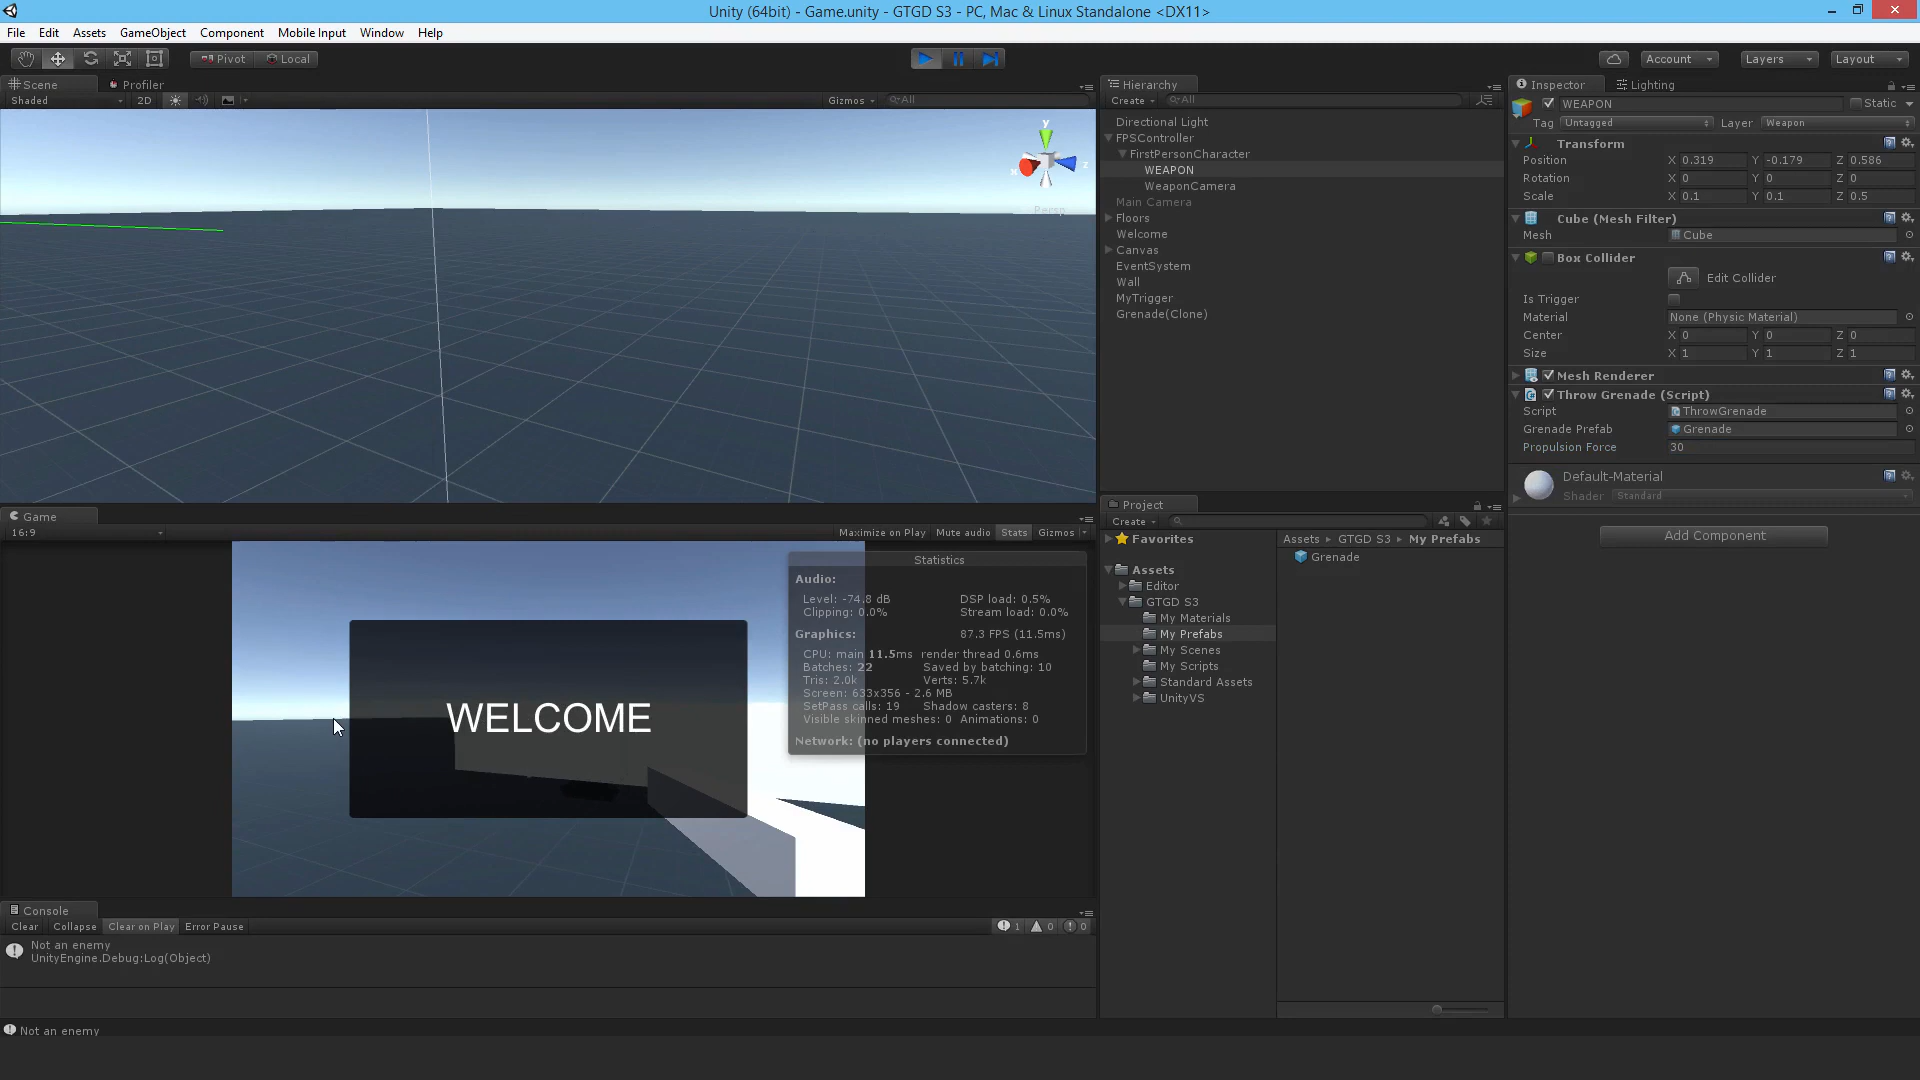 Unity (64bit) - Game.unity - GTGD S3 - PC, Mac & Linux Standalone <DX11>
File Edit Assets GameObject Component Mobile Input Window Help
Pivot Local Account Layers Layout
Scene Profiler
Shaded 2D Gizmos All
y
x
z
Persp
Game
16:9 Maximize on Play Mute audio Stats Gizmos
WELCOME
Statistics
Audio:
Level: -74.8 dB DSP load: 0.5%
Clipping: 0.0% Stream load: 0.0%
Graphics: 87.3 FPS (11.5ms)
CPU: main 11.5ms render thread 0.6ms
Batches: 22 Saved by batching: 10
Tris: 2.0k Verts: 5.7k
Screen: 633x356 - 2.6 MB
SetPass calls: 19 Shadow casters: 8
Visible skinned meshes: 0 Animations: 0
Network: (no players connected)
Console
Clear Collapse Clear on Play Error Pause 1 0 0
Not an enemy
UnityEngine.Debug:Log(Object)
Not an enemy
Hierarchy
Create All
Directional Light
FPSController
FirstPersonCharacter
WEAPON
WeaponCamera
Main Camera
Floors
Welcome
Canvas
EventSystem
Wall
MyTrigger
Grenade(Clone)
Project
Create
Favorites
Assets
Editor
GTGD S3
My Materials
My Prefabs
My Scenes
My Scripts
Standard Assets
UnityVS
Assets GTGD S3 My Prefabs
Grenade
Inspector Lighting
WEAPON Static
Tag Untagged Layer Weapon
Transform
Position X 0.319 Y -0.179 Z 0.586
Rotation X 0 Y 0 Z 0
Scale X 0.1 Y 0.1 Z 0.5
Cube (Mesh Filter)
Mesh Cube
Box Collider
Edit Collider
Is Trigger
Material None (Physic Material)
Center X 0 Y 0 Z 0
Size X 1 Y 1 Z 1
Mesh Renderer
Throw Grenade (Script)
Script ThrowGrenade
Grenade Prefab Grenade
Propulsion Force 30
Default-Material
Shader Standard
Add Component